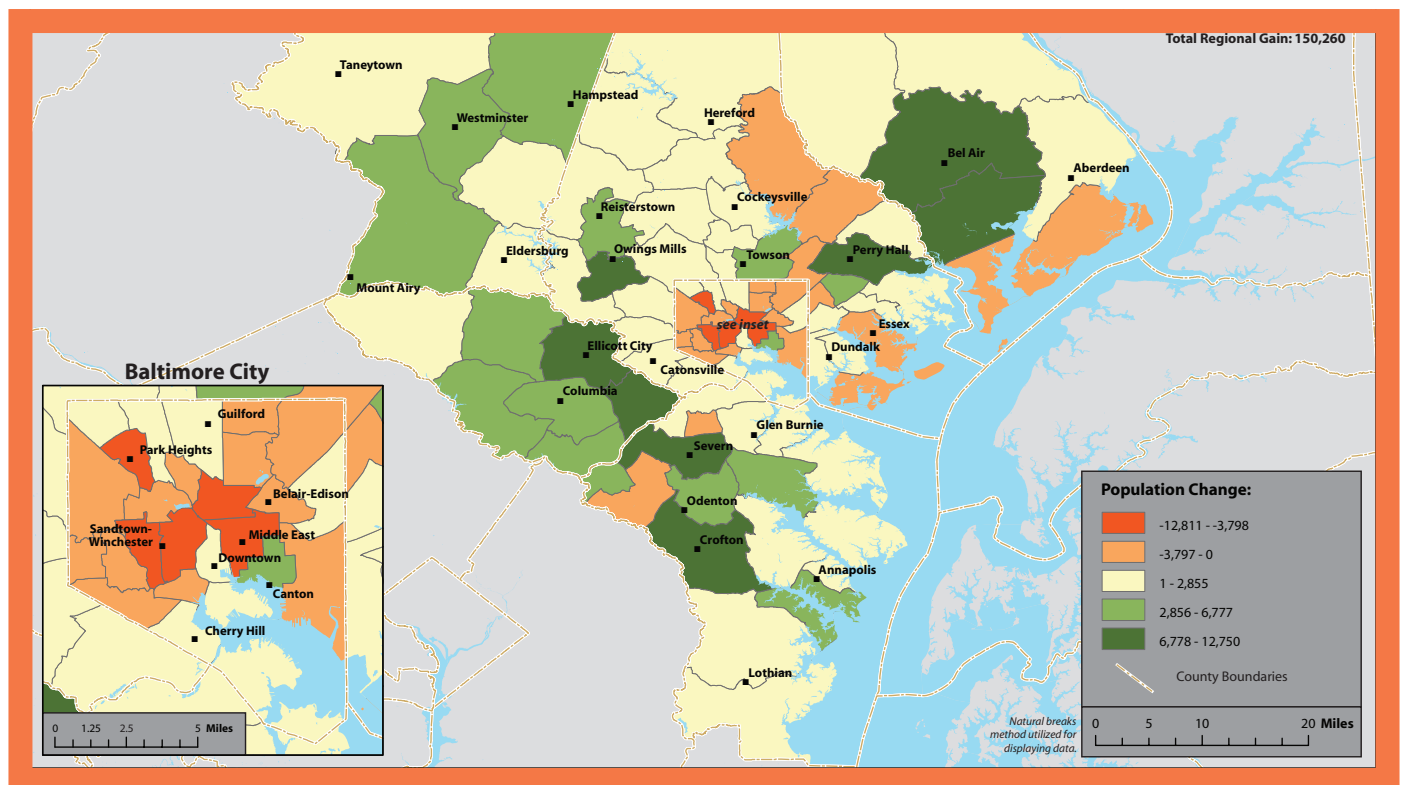 Total Regional Gain: 150,260
Taneytown
Hampstead
Westminster
Hereford
Bel Air
Aberdeen
Cockeysville
Reisterstown
Eldersburg
Owings Mills
Towson
Perry Hall
Mount Airy
see inset
Essex
Ellicott City
Dundalk
Catonsville
Columbia
Glen Burnie
Severn
Odenton
Crofton
Annapolis
Lothian
Baltimore City
Guilford
Park Heights
Belair-Edison
Sandtown-
Winchester
Middle East
Downtown
Canton
Cherry Hill
0 1.25 2.5 5 Miles
Population Change:
-12,811 - -3,798
-3,797 - 0
1 - 2,855
2,856 - 6,777
6,778 - 12,750
County Boundaries
0 5 10 20 Miles
Natural breaks
method utilized for
displaying data.